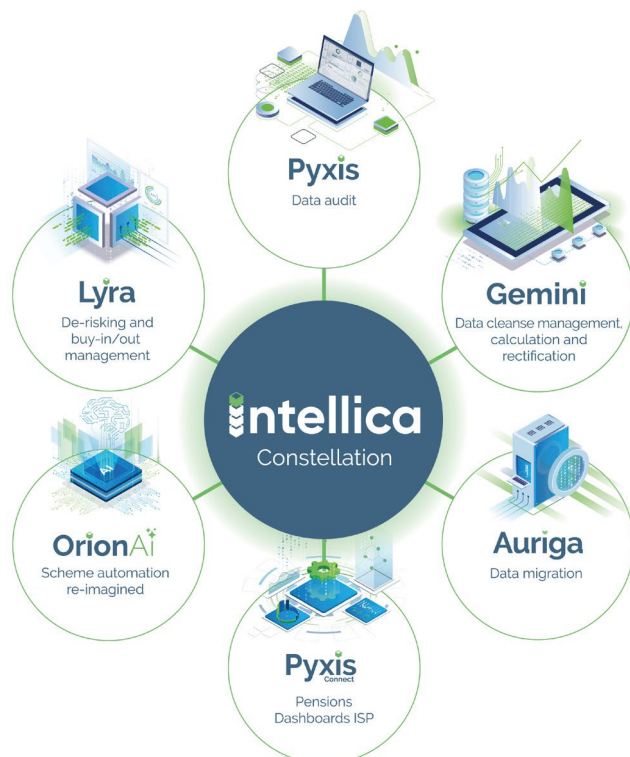 Pyxis
Data audit
Lyra
De-risking and
buy-in/out
management
Gemini
Data cleanse management,
calculation and
rectification
intellica
Constellation
OrionAi
Scheme automation
re-imagined
Auriga
Data migration
Pyxis
Connect
Pensions
Dashboards ISP